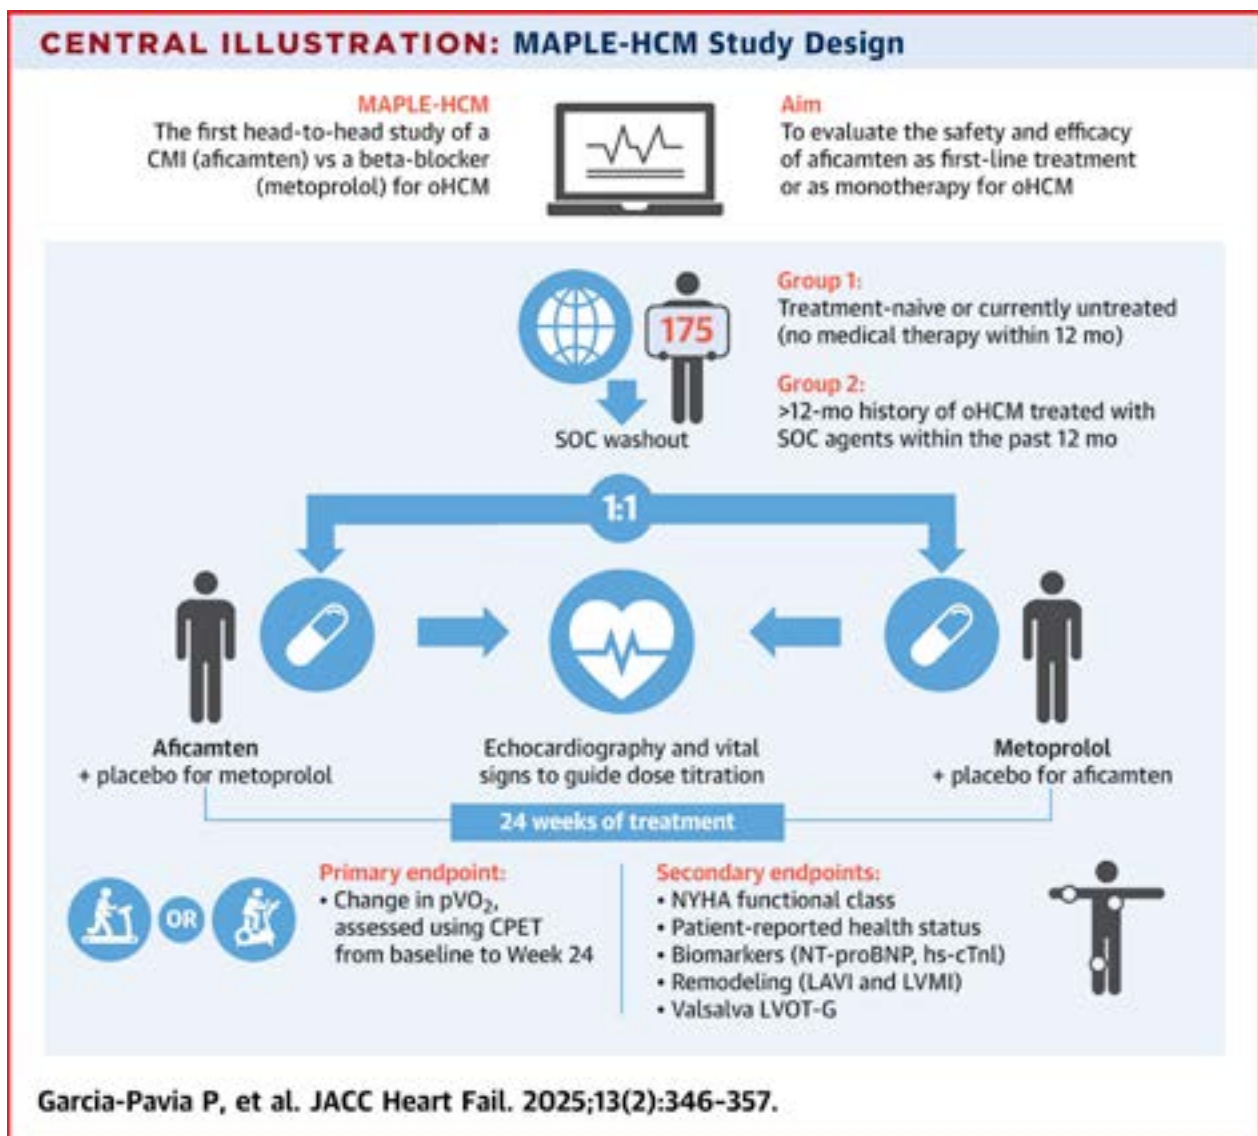 CENTRAL ILLUSTRATION: MAPLE-HCM Study Design
MAPLE-HCM
The first head-to-head study of a
CMI (aficamten) vs a beta-blocker
(metoprolol) for oHCM
Aim
To evaluate the safety and efficacy
of aficamten as first-line treatment
or as monotherapy for oHCM
175
SOC washout
Group 1:
Treatment-naive or currently untreated
(no medical therapy within 12 mo)
Group 2:
>12-mo history of oHCM treated with
SOC agents within the past 12 mo
1:1
Aficamten
+ placebo for metoprolol
Echocardiography and vital
signs to guide dose titration
Metoprolol
+ placebo for aficamten
24 weeks of treatment
OR
Primary endpoint:
• Change in pVO₂,
assessed using CPET
from baseline to Week 24
Secondary endpoints:
• NYHA functional class
• Patient-reported health status
• Biomarkers (NT-proBNP, hs-cTnI)
• Remodeling (LAVI and LVMI)
• Valsalva LVOT-G
Garcia-Pavia P, et al. JACC Heart Fail. 2025;13(2):346–357.